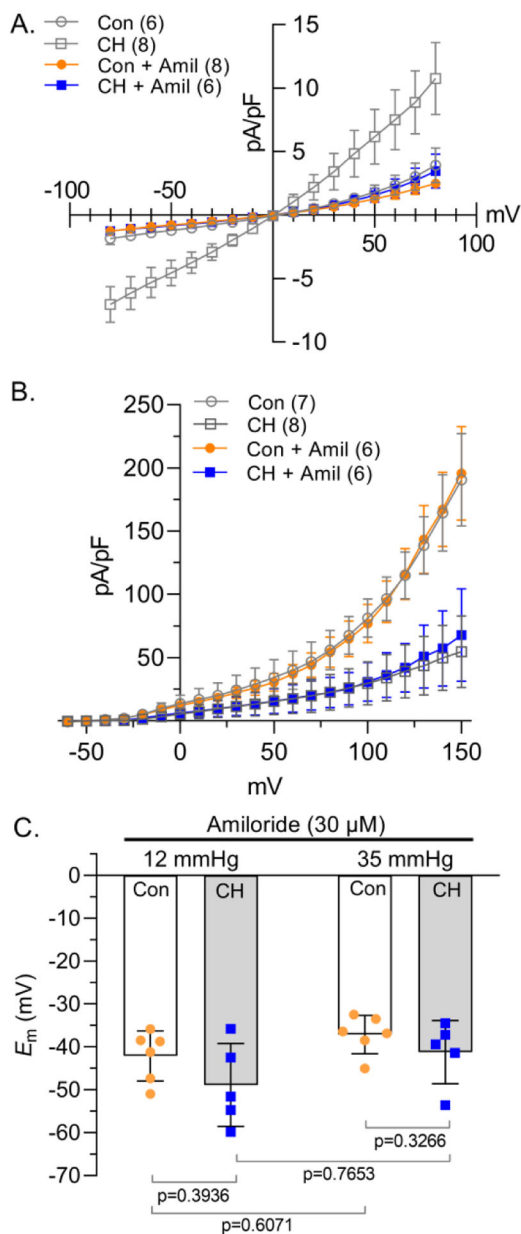 A.
Con (6)
CH (8)
Con + Amil (8)
CH + Amil (6)
pA/pF
15
10
5
-5
-10
-100
-50
50
100
mV
B.
Con (7)
CH (8)
Con + Amil (6)
CH + Amil (6)
pA/pF
250
200
150
100
50
-50
0
50
100
150
mV
C.
Amiloride (30 µM)
12 mmHg
35 mmHg
Con
CH
Con
CH
Em (mV)
0
-10
-20
-30
-40
-50
-60
-70
p=0.3266
p=0.7653
p=0.3936
p=0.6071